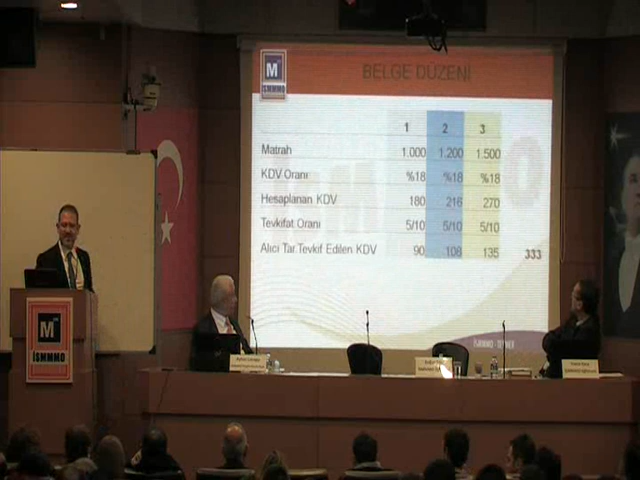 M
İSMMMO
BELGE DÜZENİ
1 2 3
Matrah 1.000 1.200 1.500
KDV Oranı %18 %18 %18
Hesaplanan KDV 180 216 270
Tevkifat Oranı 5/10 5/10 5/10
Alıcı Tar.Tevkif Edilen KDV 90 108 135 333
M
İSMMMO